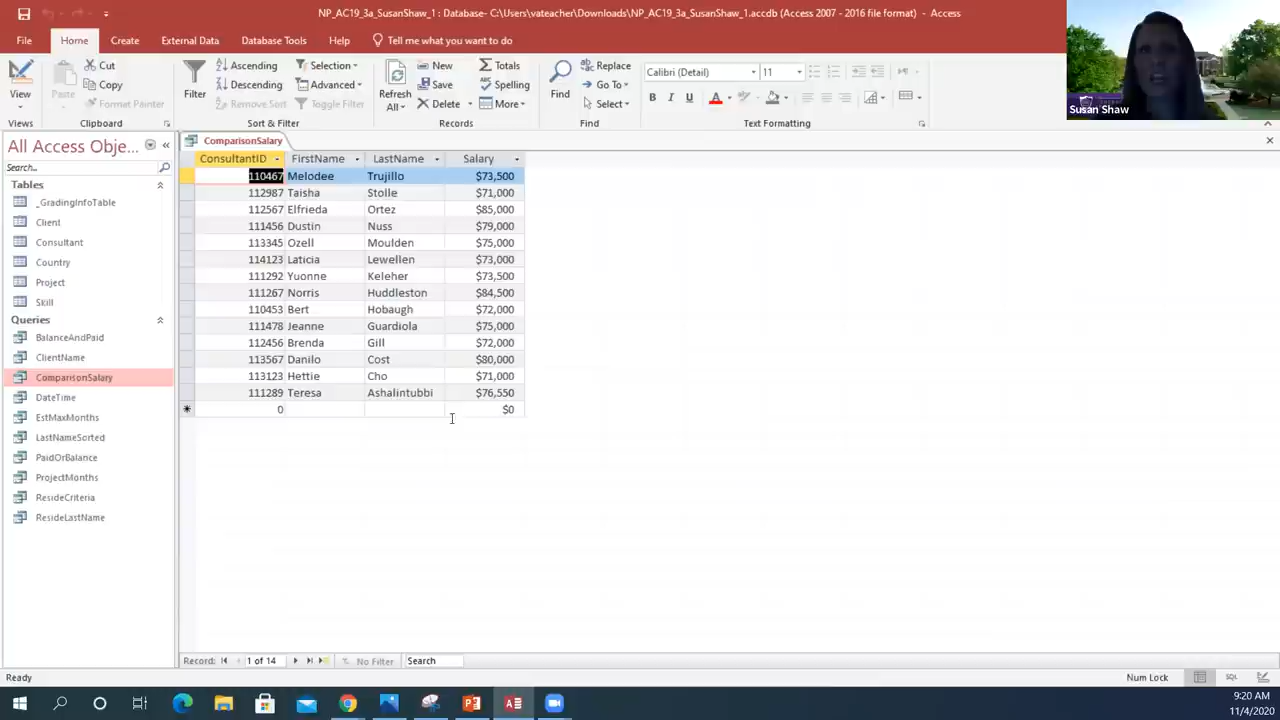 NP_AC19_3a_SusanShaw_1 : Database- C:\Users\vateacher\Downloads\NP_AC19_3a_SusanShaw_1.accdb (Access 2007 - 2016 file format) - Access
File Home Create External Data Database Tools Help Tell me what you want to do
View
Views
Paste
Cut
Copy
Format Painter
Clipboard
Filter
Ascending
Descending
Remove Sort
Selection
Advanced
Toggle Filter
Sort & Filter
Refresh All
New
Save
Delete
Totals
Spelling
More
Records
Find
Replace
Go To
Select
Find
Calibri (Detail) 11
B I U A
Text Formatting
Susan Shaw
All Access Obje...
Search...
Tables
_GradingInfoTable
Client
Consultant
Country
Project
Skill
Queries
BalanceAndPaid
ClientName
ComparisonSalary
DateTime
EstMaxMonths
LastNameSorted
PaidOrBalance
ProjectMonths
ResideCriteria
ResideLastName
ComparisonSalary
ConsultantID FirstName LastName Salary
110467 Melodee Trujillo $73,500
112987 Taisha Stolle $71,000
112567 Elfrieda Ortez $85,000
111456 Dustin Nuss $79,000
113345 Ozell Moulden $75,000
114123 Laticia Lewellen $73,000
111292 Yuonne Keleher $73,500
111267 Norris Huddleston $84,500
110453 Bert Hobaugh $72,000
111478 Jeanne Guardiola $75,000
112456 Brenda Gill $72,000
113567 Danilo Cost $80,000
113123 Hettie Cho $71,000
111289 Teresa Ashalintubbi $76,550
0 $0
Record: 1 of 14 No Filter Search
Ready Num Lock SQL
9:20 AM
11/4/2020